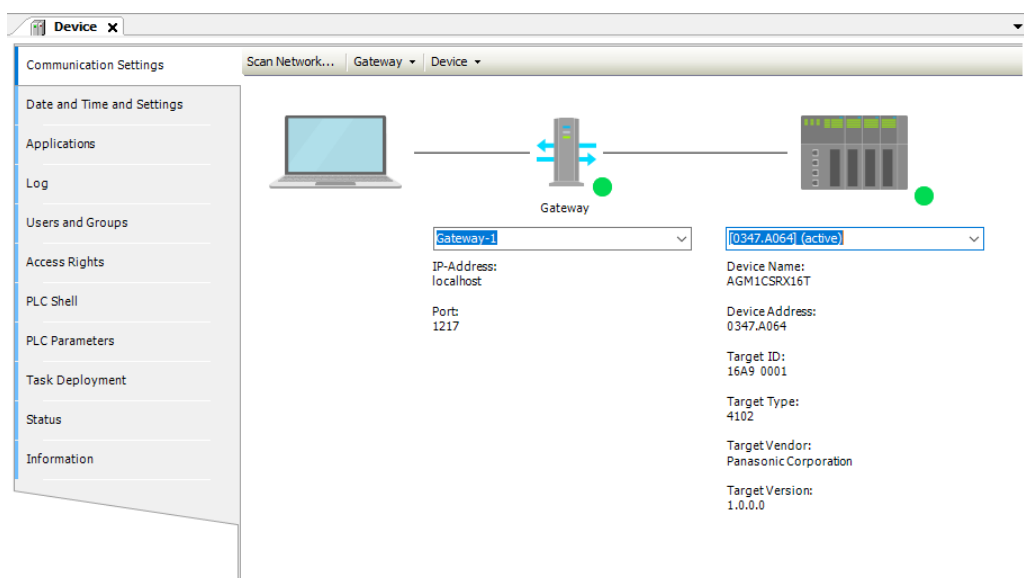 Device
Communication Settings
Date and Time and Settings
Applications
Log
Users and Groups
Access Rights
PLC Shell
PLC Parameters
Task Deployment
Status
Information
Scan Network... Gateway Device
Gateway
Gateway-1
IP-Address:
localhost
Port:
1217
[0347.A064] (active)
Device Name:
AGM1CSRX16T
Device Address:
0347.A064
Target ID:
16A9 0001
Target Type:
4102
Target Vendor:
Panasonic Corporation
Target Version:
1.0.0.0